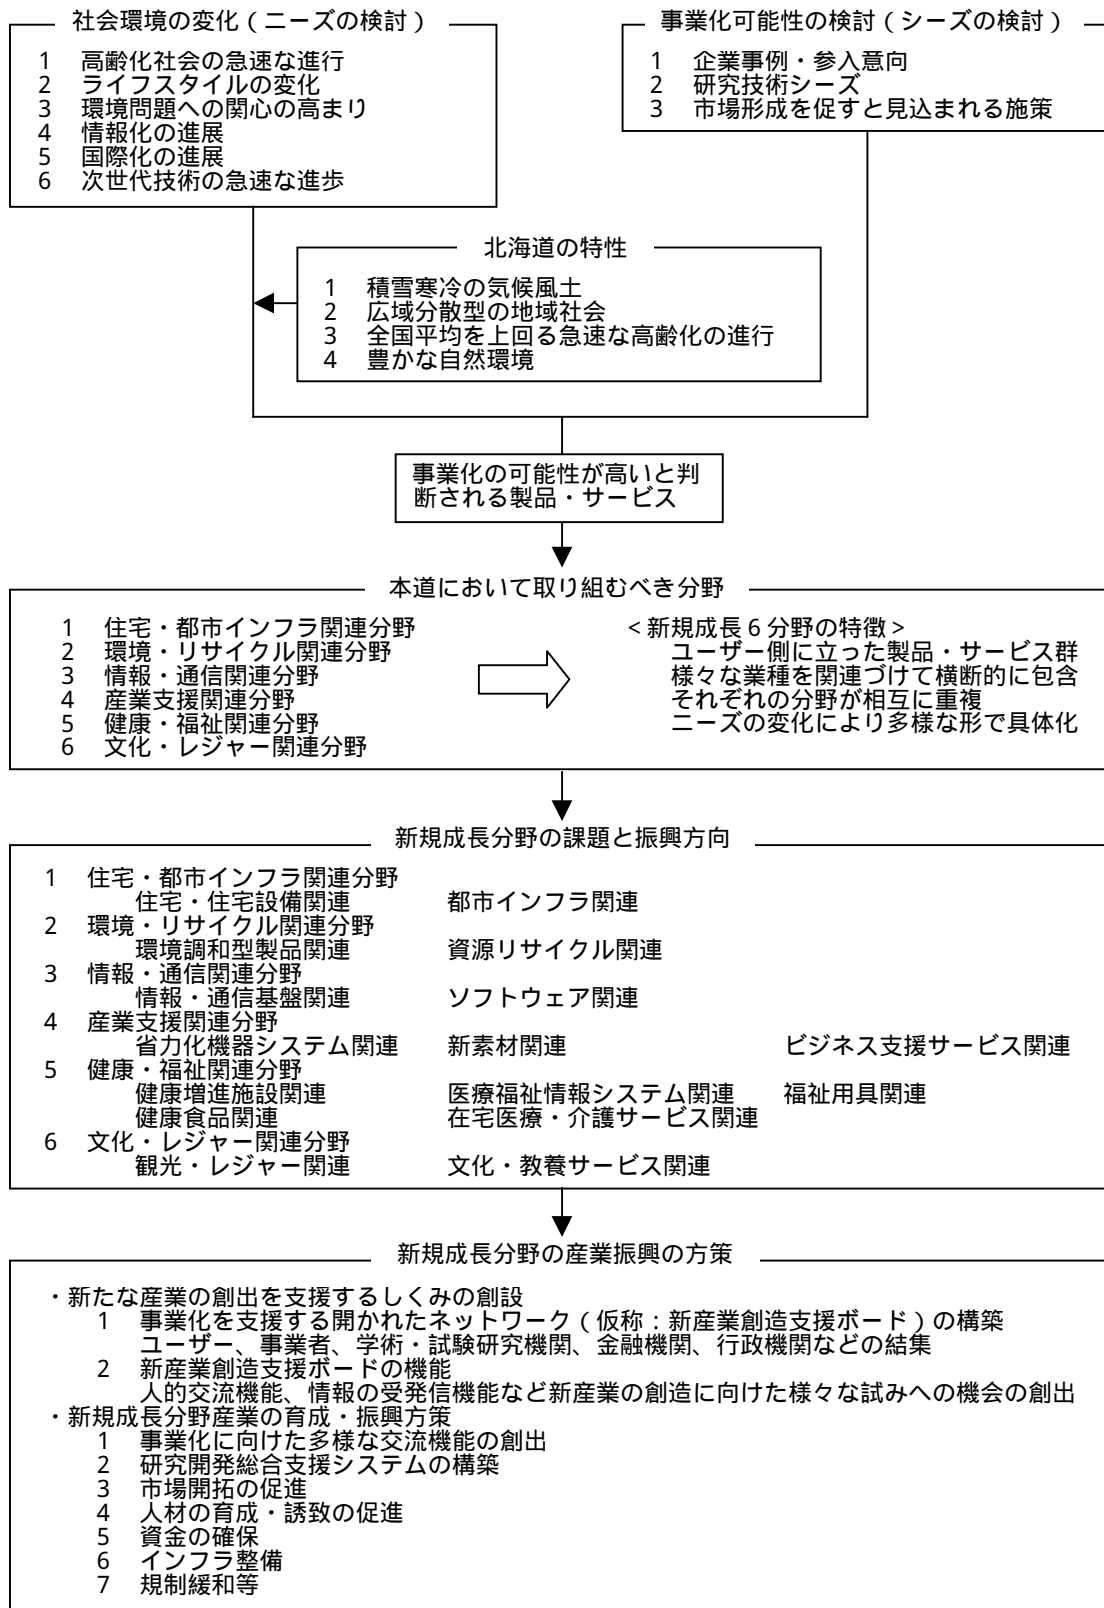 社会環境の変化（ニーズの検討）
1 高齢化社会の急速な進行
2 ライフスタイルの変化
3 環境問題への関心の高まり
4 情報化の進展
5 国際化の進展
6 次世代技術の急速な進歩
事業化可能性の検討（シーズの検討）
1 企業事例・参入意向
2 研究技術シーズ
3 市場形成を促すと見込まれる施策
北海道の特性
1 積雪寒冷の気候風土
2 広域分散型の地域社会
3 全国平均を上回る急速な高齢化の進行
4 豊かな自然環境
事業化の可能性が高いと判
断される製品・サービス
本道において取り組むべき分野
1 住宅・都市インフラ関連分野
2 環境・リサイクル関連分野
3 情報・通信関連分野
4 産業支援関連分野
5 健康・福祉関連分野
6 文化・レジャー関連分野
＜新規成長６分野の特徴＞
ユーザー側に立った製品・サービス群
様々な業種を関連づけて横断的に包含
それぞれの分野が相互に重複
ニーズの変化により多様な形で具体化
新規成長分野の課題と振興方向
1 住宅・都市インフラ関連分野
住宅・住宅設備関連 都市インフラ関連
2 環境・リサイクル関連分野
環境調和型製品関連 資源リサイクル関連
3 情報・通信関連分野
情報・通信基盤関連 ソフトウェア関連
4 産業支援関連分野
省力化機器システム関連 新素材関連 ビジネス支援サービス関連
5 健康・福祉関連分野
健康増進施設関連 医療福祉情報システム関連 福祉用具関連
健康食品関連 在宅医療・介護サービス関連
6 文化・レジャー関連分野
観光・レジャー関連 文化・教養サービス関連
新規成長分野の産業振興の方策
・新たな産業の創出を支援するしくみの創設
1 事業化を支援する開かれたネットワーク（仮称：新産業創造支援ボード）の構築
ユーザー、事業者、学術・試験研究機関、金融機関、行政機関などの結集
2 新産業創造支援ボードの機能
人的交流機能、情報の受発信機能など新産業の創造に向けた様々な試みへの機会の創出
・新規成長分野産業の育成・振興方策
1 事業化に向けた多様な交流機能の創出
2 研究開発総合支援システムの構築
3 市場開拓の促進
4 人材の育成・誘致の促進
5 資金の確保
6 インフラ整備
7 規制緩和等